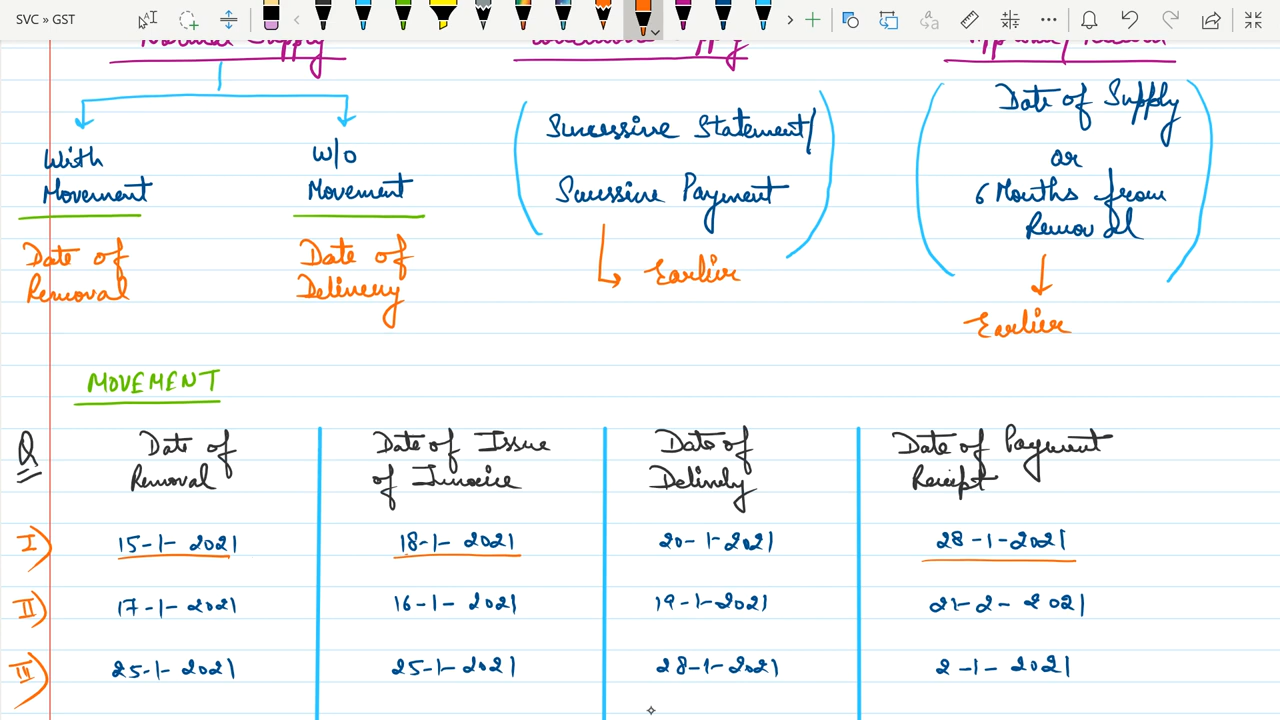 SVC » GST
Supply
With Movement
W/O Movement
Date of Removal
Date of Delivery
Successive Statement/
Sucessive Payment
Earlier
Date of Supply
or
6 Months from
Removal
Earlier
MOVEMENT
Q
Date of Removal
Date of Issue of Invoice
Date of Delively
Date of Payment Receipt
I) 15-1-2021 18-1-2021 20-1-2021 28-1-2021
II) 17-1-2021 16-1-2021 19-1-2021 21-2-2021
III) 25-1-2021 25-1-2021 28-1-2021 2-1-2021